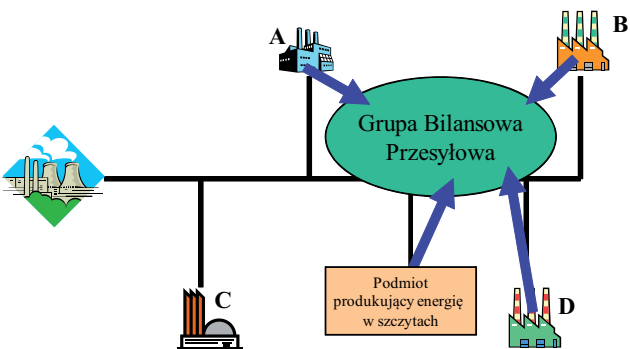 A
B
Grupa Bilansowa
Przesyłowa
Podmiot
produkujący energię
w szczytach
C
D